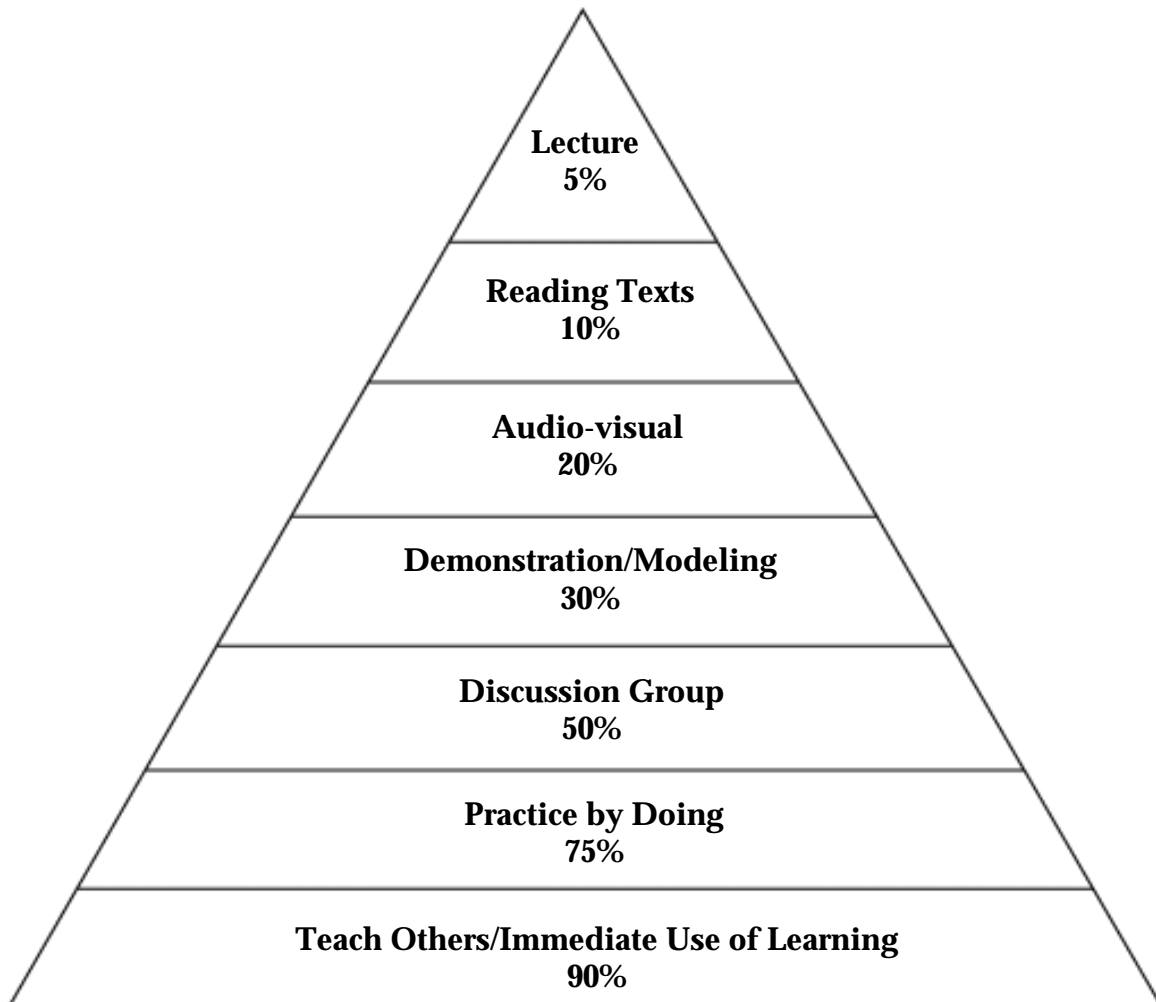 Lecture
5%
Reading Texts
10%
Audio-visual
20%
Demonstration/Modeling
30%
Discussion Group
50%
Practice by Doing
75%
Teach Others/Immediate Use of Learning
90%